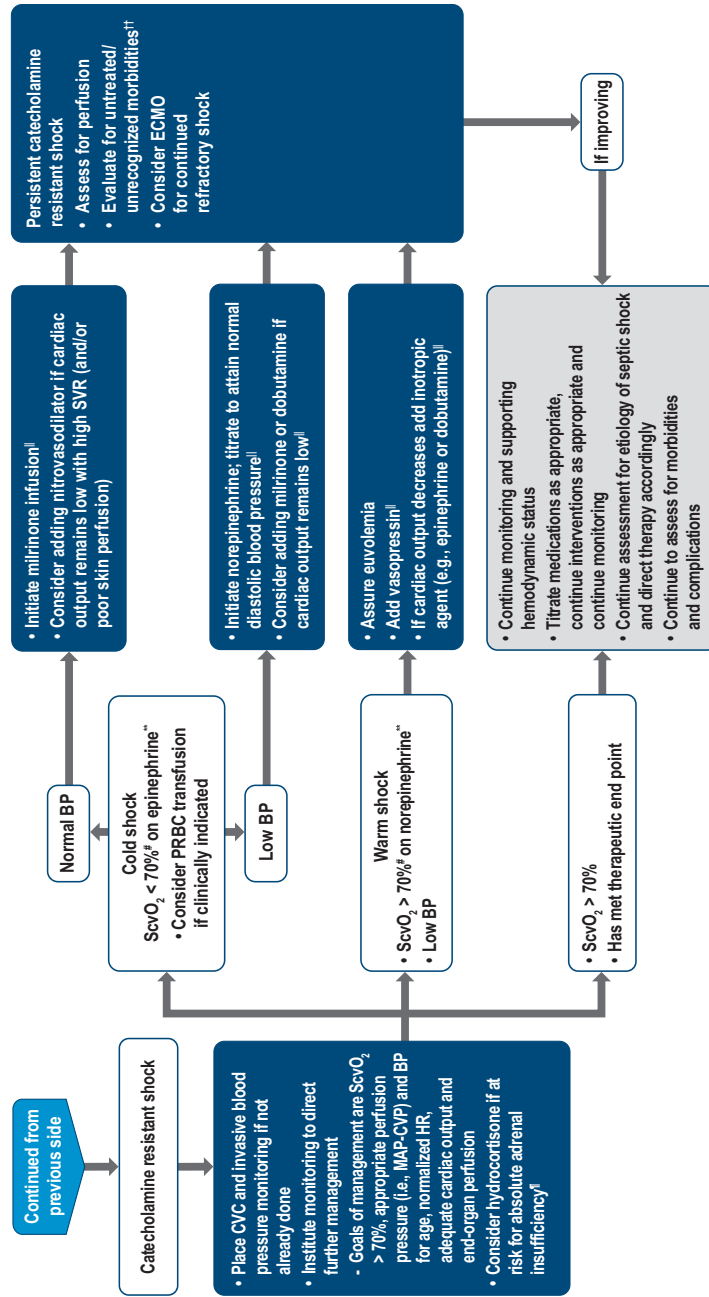 Continued from
previous side
Catecholamine resistant shock
• Place CVC and invasive blood
pressure monitoring if not
already done
• Institute monitoring to direct
further management
- Goals of management are ScvO₂
> 70%, appropriate perfusion
pressure (i.e., MAP-CVP) and BP
for age, normalized HR,
adequate cardiac output and
end-organ perfusion
• Consider hydrocortisone if at
risk for absolute adrenal
insufficiency¶
Normal BP
Cold shock
ScvO₂ < 70%# on epinephrine**
• Consider PRBC transfusion
if clinically indicated
Low BP
Warm shock
• ScvO₂ > 70%# on norepinephrine**
• Low BP
• ScvO₂ > 70%
• Has met therapeutic end point
• Initiate milrinone infusion||
• Consider adding nitrovasodilator if cardiac
output remains low with high SVR (and/or
poor skin perfusion)
• Initiate norepinephrine; titrate to attain normal
diastolic blood pressure||
• Consider adding milrinone or dobutamine if
cardiac output remains low||
• Assure euvolemia
• Add vasopressin||
• If cardiac output decreases add inotropic
agent (e.g., epinephrine or dobutamine)||
• Continue monitoring and supporting
hemodynamic status
• Titrate medications as appropriate,
continue interventions as appropriate and
continue monitoring
• Continue assessment for etiology of septic shock
and direct therapy accordingly
• Continue to assess for morbidities
and complications
Persistent catecholamine
resistant shock
• Assess for perfusion
• Evaluate for untreated/
unrecognized morbidities††
• Consider ECMO
for continued
refractory shock
If improving